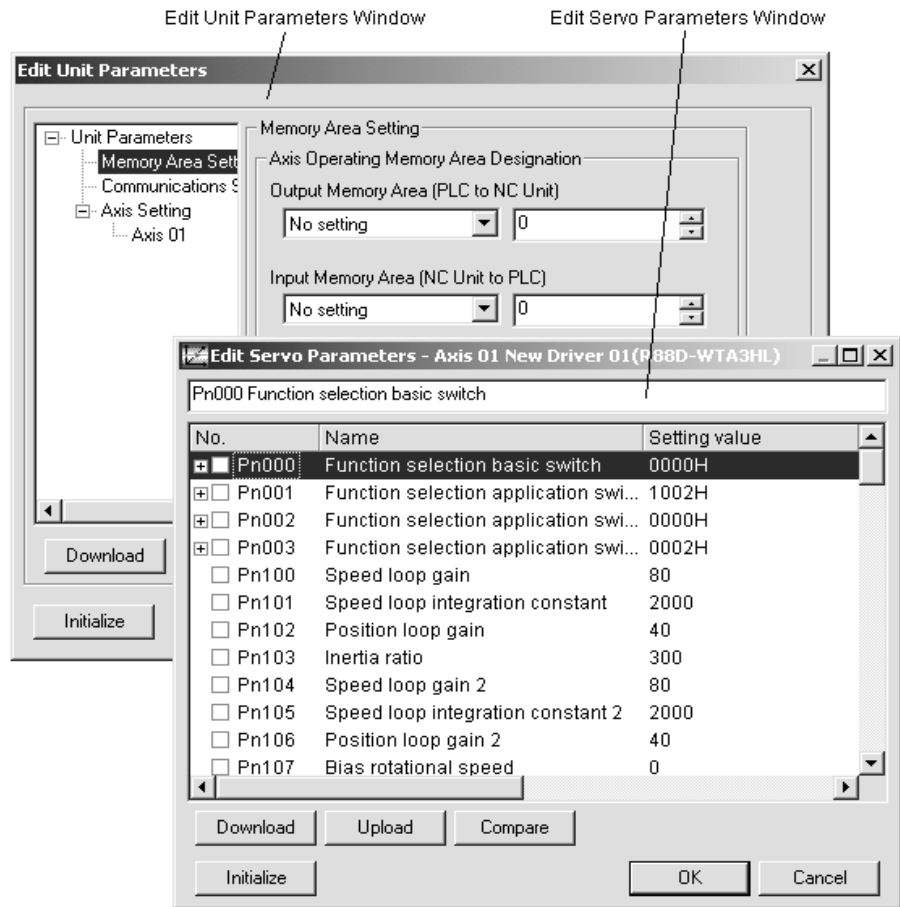 Edit Unit Parameters Window
Edit Servo Parameters Window
Edit Unit Parameters
Unit Parameters
Memory Area Sett
Communications S
Axis Setting
Axis 01
Memory Area Setting
Axis Operating Memory Area Designation
Output Memory Area (PLC to NC Unit)
No setting 0
Input Memory Area (NC Unit to PLC)
No setting 0
Download
Initialize
Edit Servo Parameters - Axis 01 New Driver 01(R88D-WTA3HL)
Pn000 Function selection basic switch
No. Name Setting value
Pn000 Function selection basic switch 0000H
Pn001 Function selection application swi... 1002H
Pn002 Function selection application swi... 0000H
Pn003 Function selection application swi... 0002H
Pn100 Speed loop gain 80
Pn101 Speed loop integration constant 2000
Pn102 Position loop gain 40
Pn103 Inertia ratio 300
Pn104 Speed loop gain 2 80
Pn105 Speed loop integration constant 2 2000
Pn106 Position loop gain 2 40
Pn107 Bias rotational speed 0
Download Upload Compare
Initialize OK Cancel